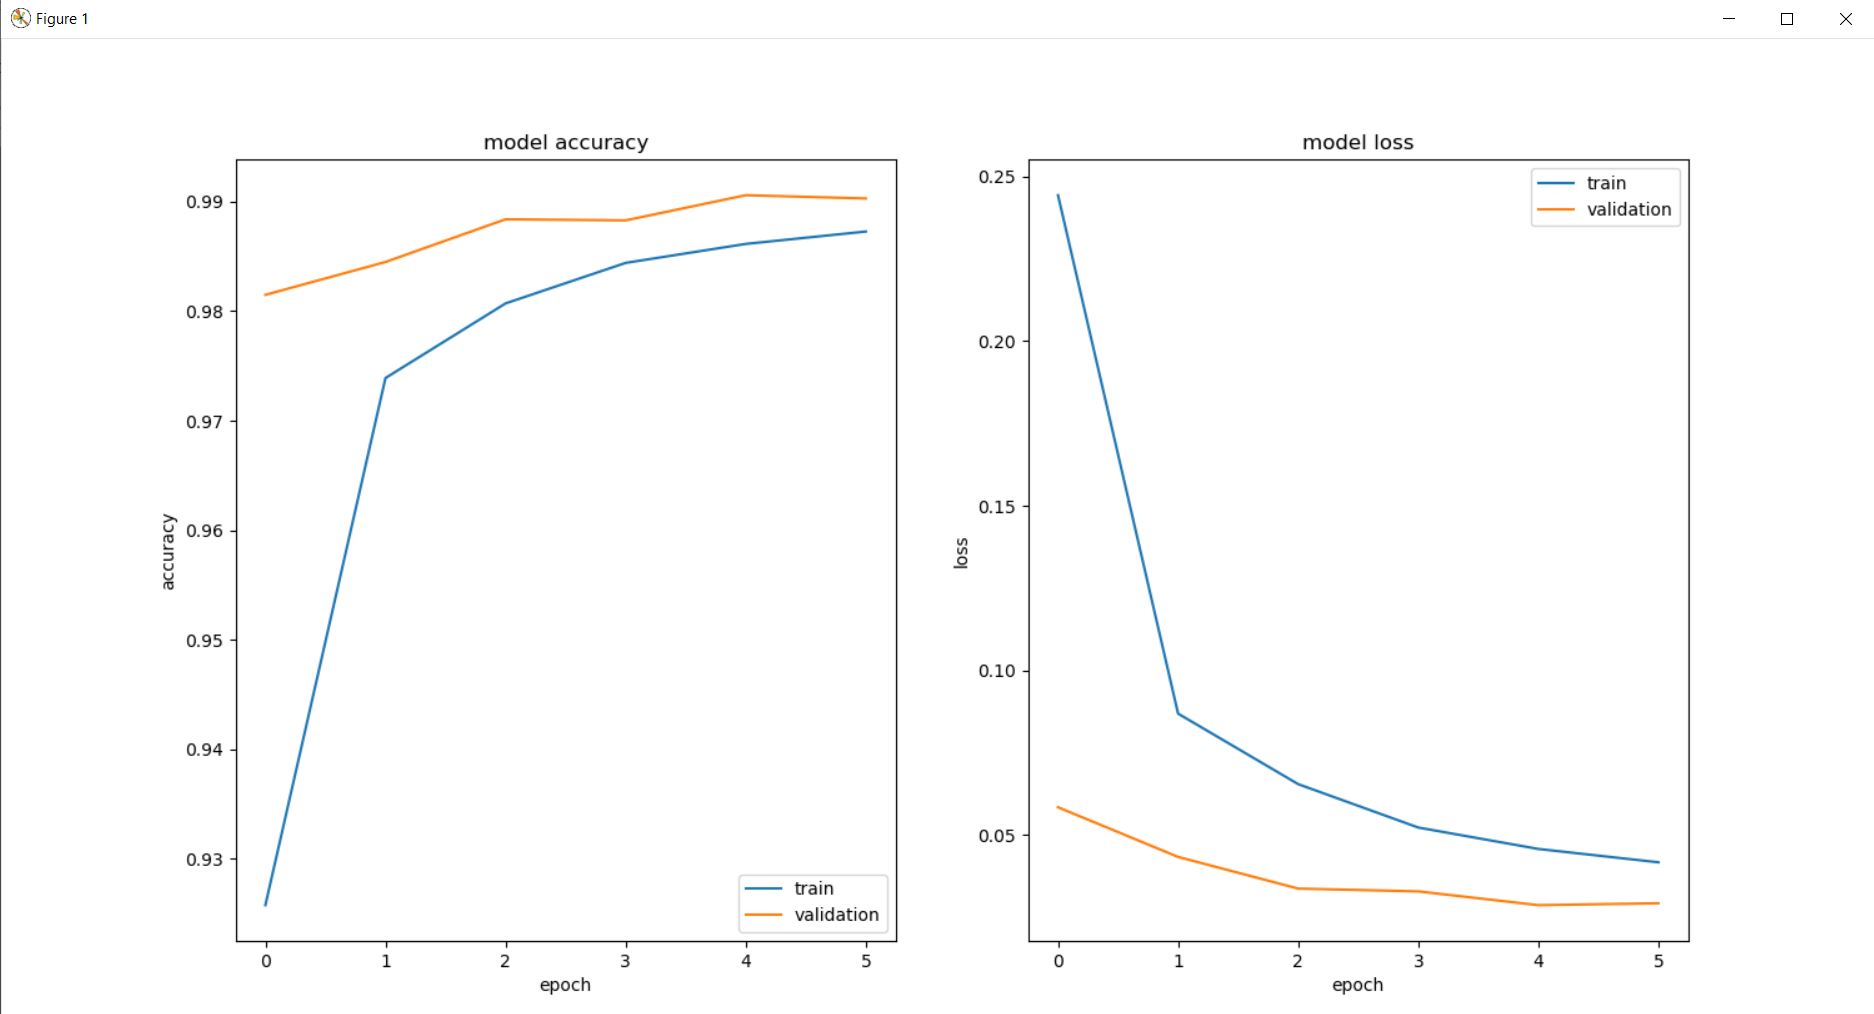 Figure 1
model accuracy
0.99
0.98
0.97
0.96
0.95
0.94
0.93
accuracy
train
validation
0 1 2 3 4 5
epoch
model loss
0.25
0.20
0.15
0.10
0.05
loss
train
validation
0 1 2 3 4 5
epoch